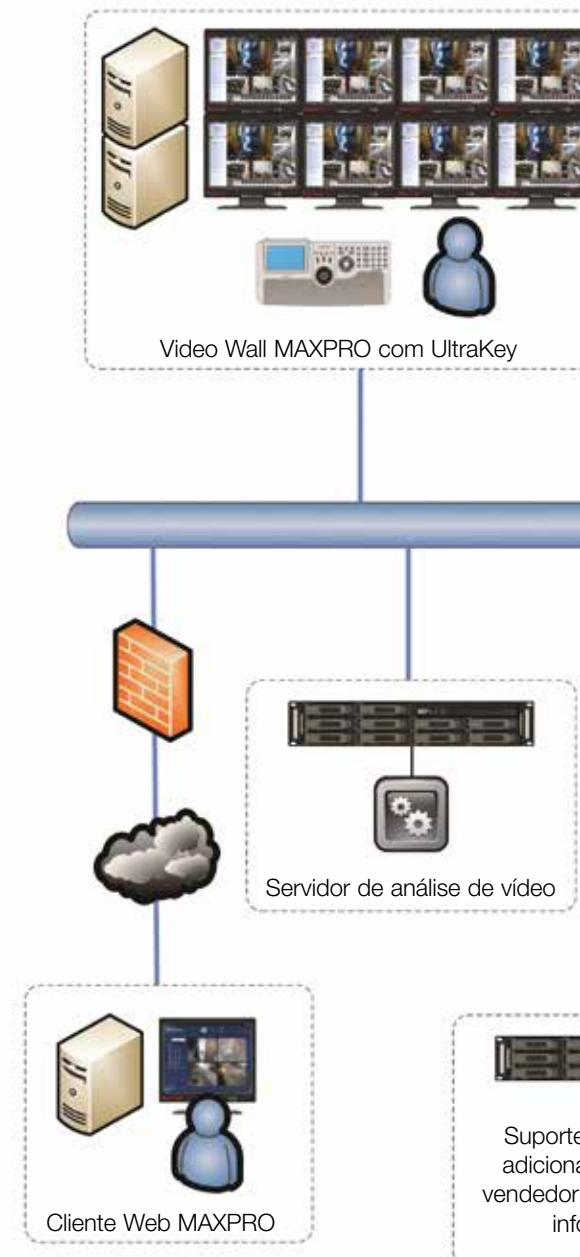 Video Wall MAXPRO com UltraKey
Servidor de análise de vídeo
Cliente Web MAXPRO
Suporte
adiciona
vendedor
info